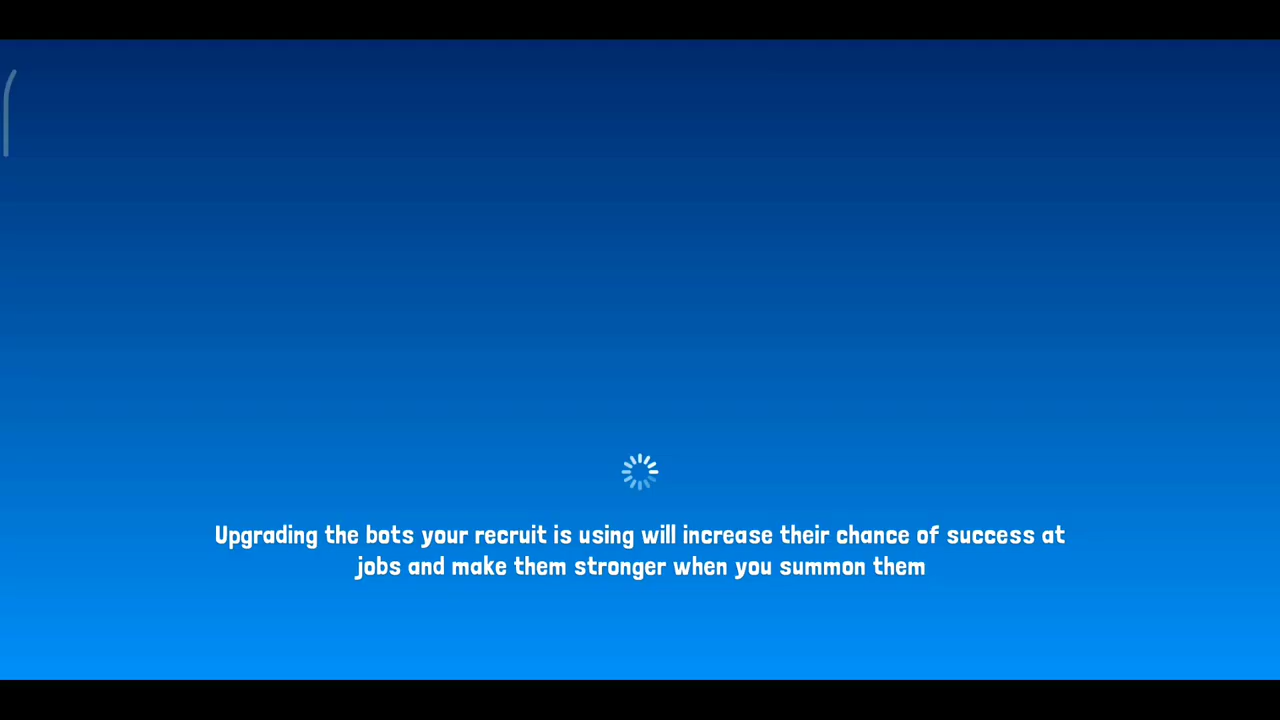 Upgrading the bots your recruit is using will increase their chance of success at
jobs and make them stronger when you summon them